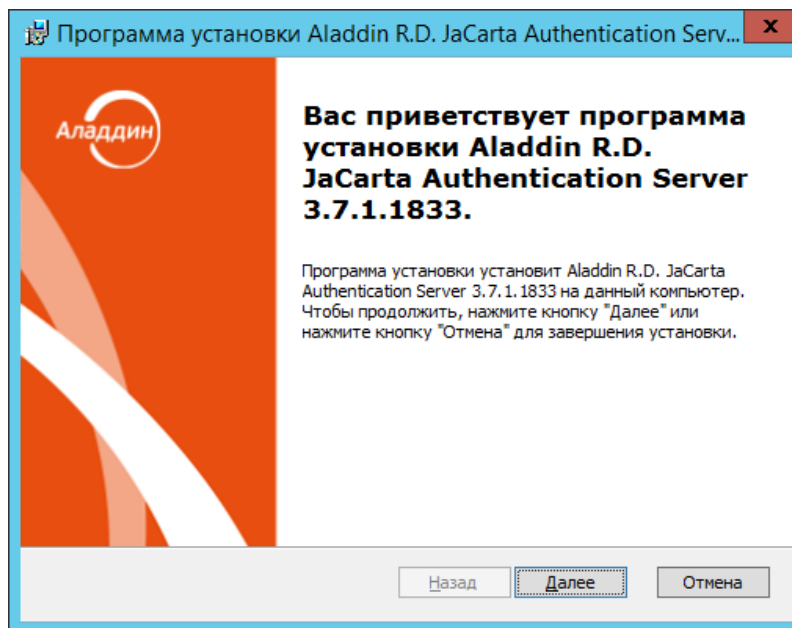 Программа установки Aladdin R.D. JaCarta Authentication Serv...
x
Аладдин
Вас приветствует программа
установки Aladdin R.D.
JaCarta Authentication Server
3.7.1.1833.
Программа установки установит Aladdin R.D. JaCarta
Authentication Server 3.7.1.1833 на данный компьютер.
Чтобы продолжить, нажмите кнопку "Далее" или
нажмите кнопку "Отмена" для завершения установки.
Назад Далее Отмена